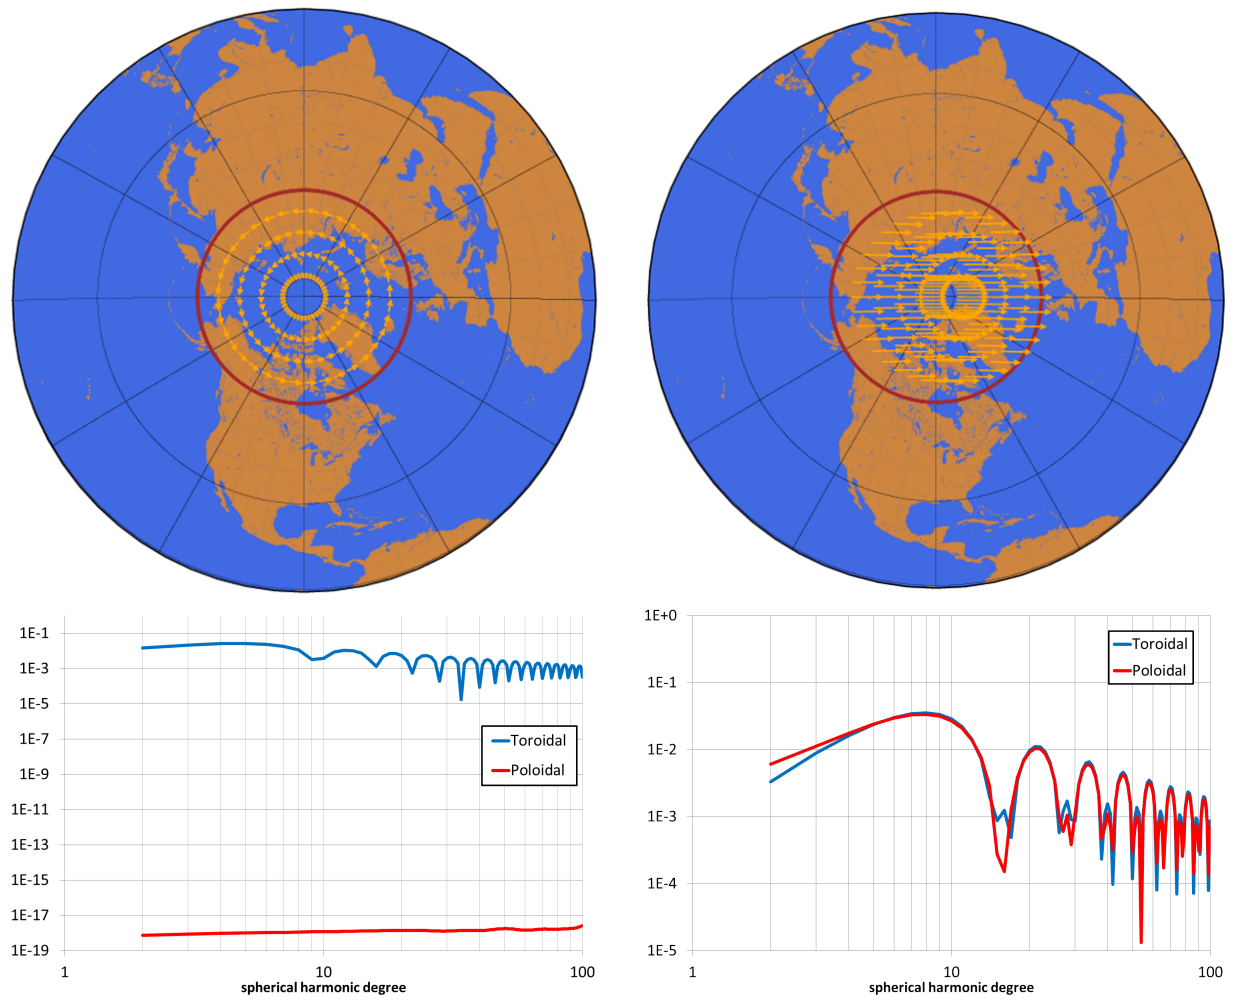 1E-1
1E-3
1E-5
1E-7
1E-9
1E-11
1E-13
1E-15
1E-17
1E-19
Toroidal
Poloidal
1 10 100
spherical harmonic degree
1E+0
1E-1
1E-2
1E-3
1E-4
1E-5
Toroidal
Poloidal
1 10 100
spherical harmonic degree